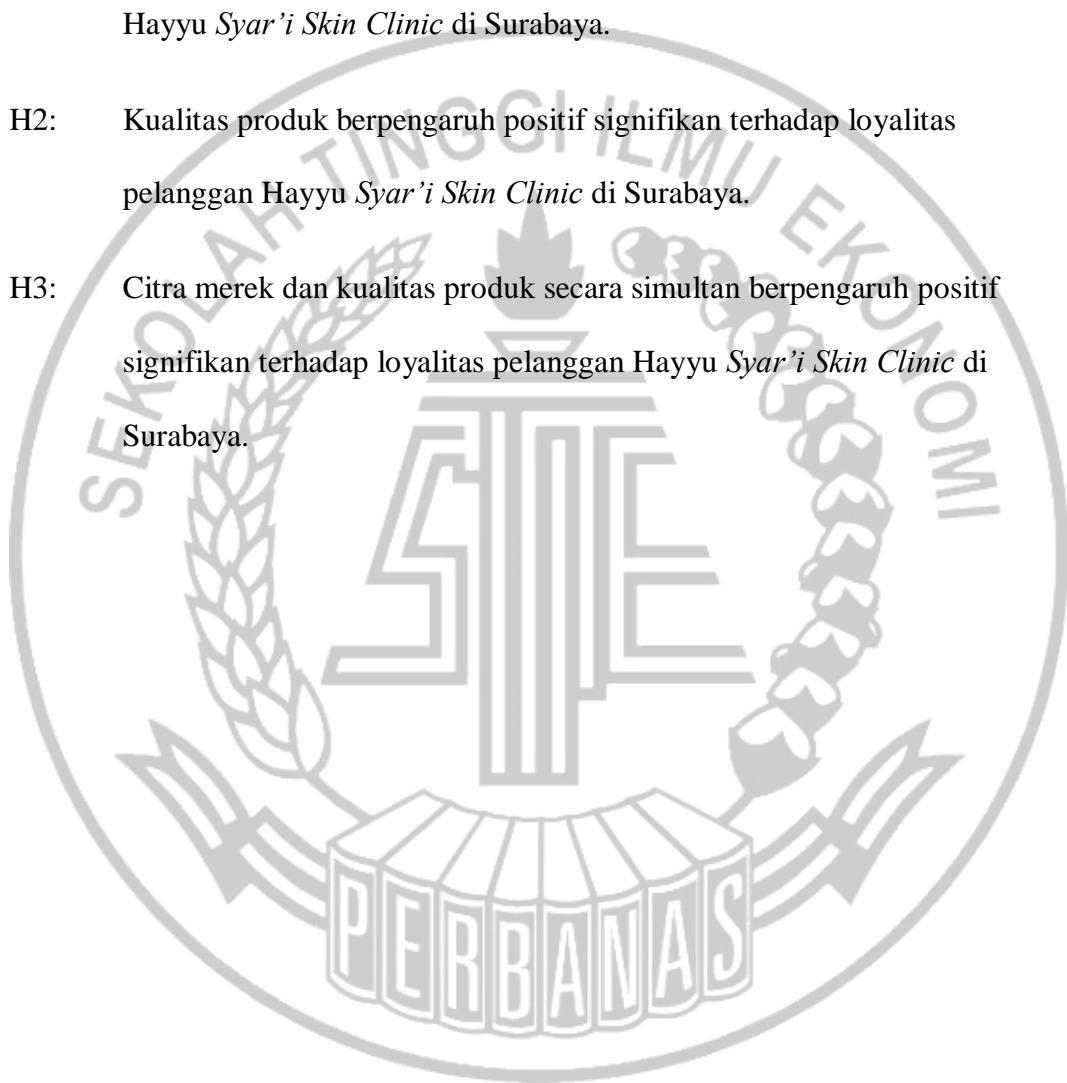 Hayyu Syar’i Skin Clinic di Surabaya.
H2: Kualitas produk berpengaruh positif signifikan terhadap loyalitas
pelanggan Hayyu Syar’i Skin Clinic di Surabaya.
H3: Citra merek dan kualitas produk secara simultan berpengaruh positif
signifikan terhadap loyalitas pelanggan Hayyu Syar’i Skin Clinic di
Surabaya.
SEKOLAH TINGGI ILMU EKONOMI
STIE
PERBANAS